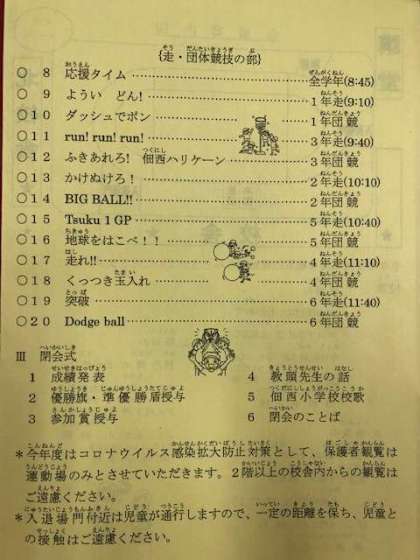 {走・団体競技の部}
○ 8 応援タイム……全学年(8:45)
○ 9 ようい どん!……1年走(9:10)
○10 ダッシュでポン……1年団競
○11 run! run! run!……3年走(9:40)
○12 ふきあれろ! 佃西ハリケーン……3年団競
○13 かけぬけろ!……2年走(10:10)
○14 BIG BALL!!……2年団競
○15 Tsuku 1 GP……5年走(10:40)
○16 地球をはこべ!!……5年団競
○17 走れ!!……4年走(11:10)
○18 くっつき玉入れ……4年団競
○19 突破……6年走(11:40)
○20 Dodge ball……6年団競
Ⅲ 閉会式
1 成績発表 4 教頭先生の話
2 優勝旗・準優勝盾授与 5 佃西小学校校歌
3 参加賞授与 6 閉会のことば
*今年度はコロナウイルス感染拡大防止対策として、保護者観覧は
運動場のみとさせていただきます。2階以上の校舎内からの観覧は
ご遠慮ください。
*入退場門付近は児童が通行しますので、一定の距離を保ち、児童と
の接触はご遠慮ください。